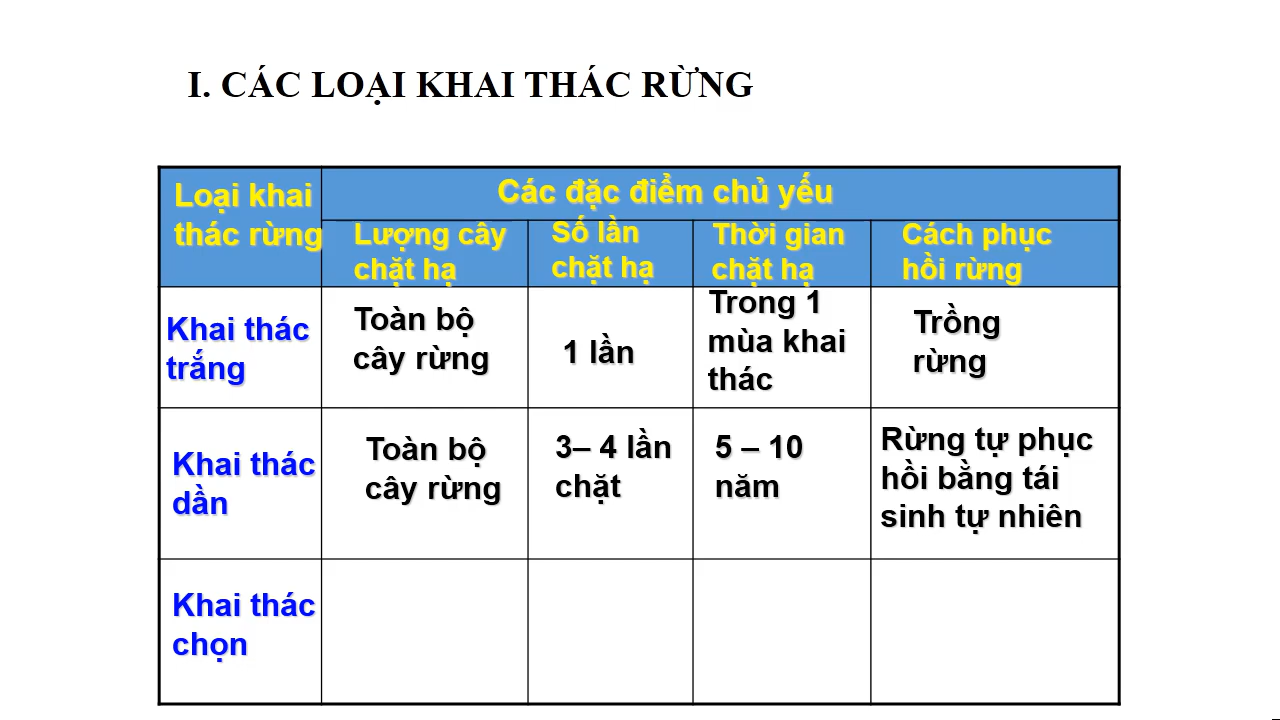 I. CÁC LOẠI KHAI THÁC RỪNG
Loại khai
thác rừng
Các đặc điểm chủ yếu
Lượng cây
chặt hạ
Số lần
chặt hạ
Thời gian
chặt hạ
Cách phục
hồi rừng
Khai thác
trắng
Toàn bộ
cây rừng
1 lần
Trong 1
mùa khai
thác
Trồng
rừng
Khai thác
dần
Toàn bộ
cây rừng
3– 4 lần
chặt
5 – 10
năm
Rừng tự phục
hồi bằng tái
sinh tự nhiên
Khai thác
chọn